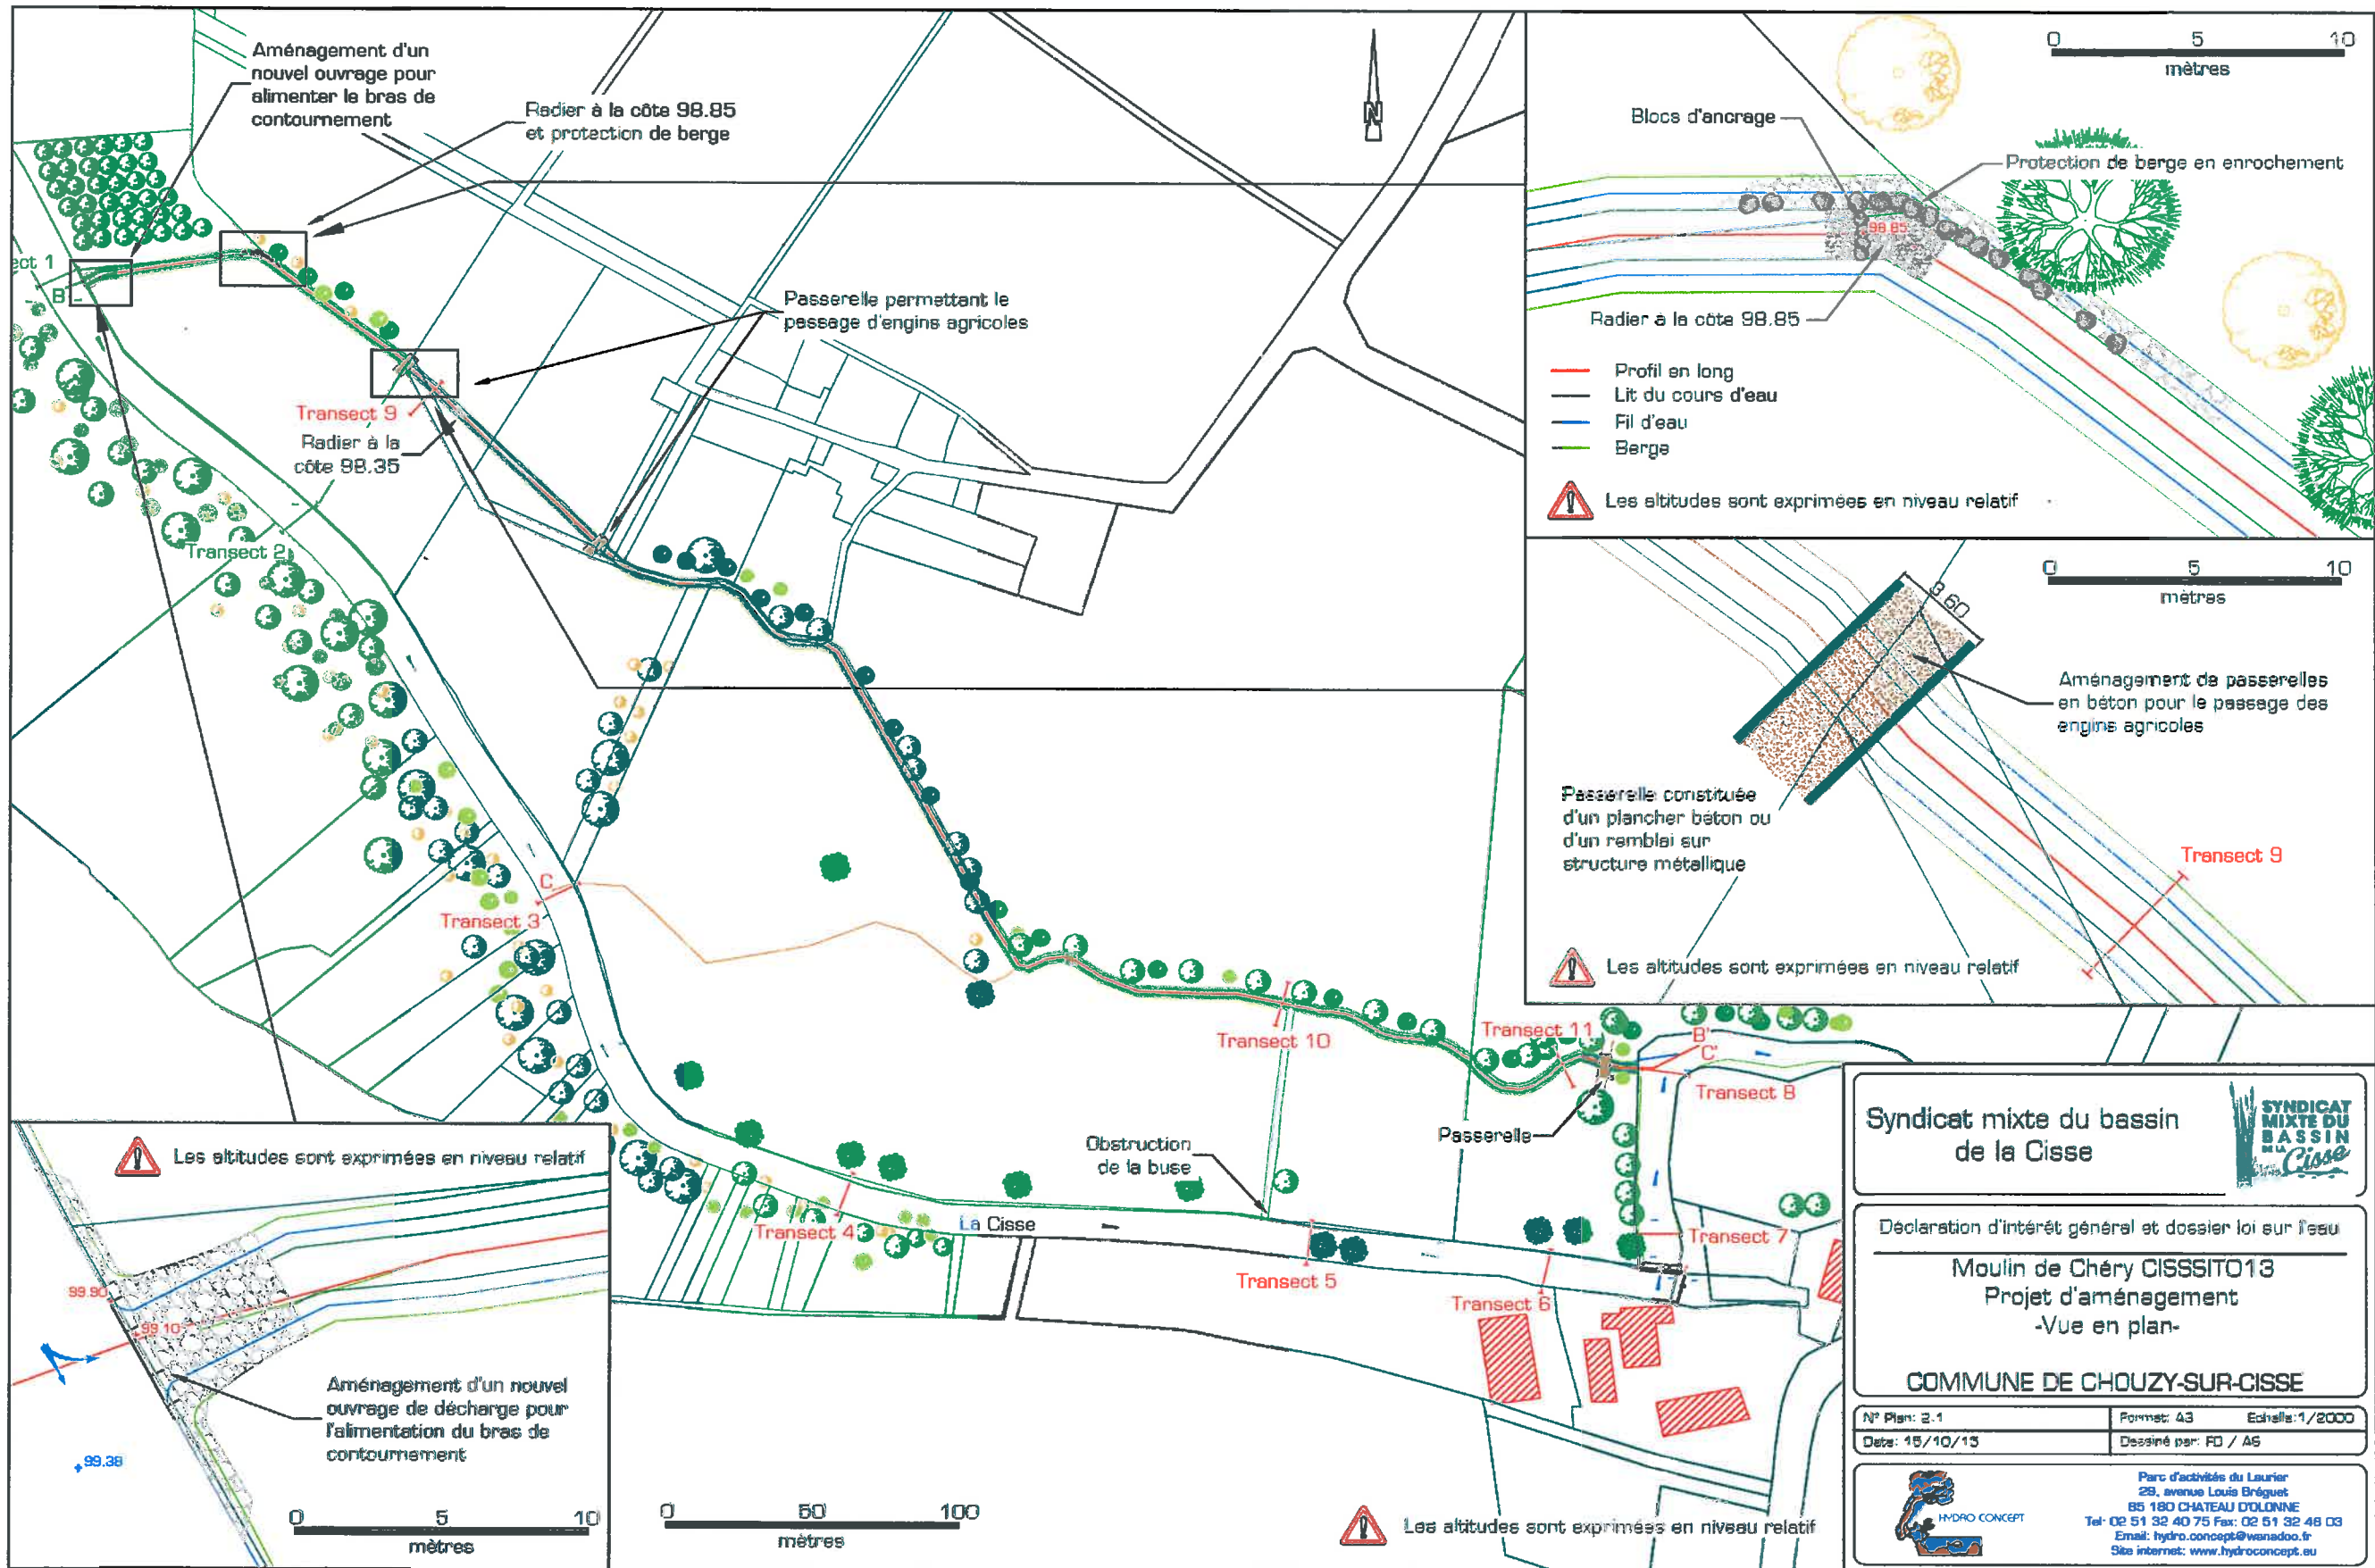 Aménagement d'un
nouvel ouvrage pour
alimenter le bras de
contournement
Radier à la côte 98.85
et protection de berge
N
ect 1
B
Passerelle permettant le
passage d'engins agricoles
Transect 9
Radier à la
côte 98.35
Transect 2
C
Transect 3
Transect 10
Transect 11
B'
C'
Transect 8
Passerelle
Obstruction
de la buse
Transect 4
La Cisse
Transect 5
Transect 6
Transect 7
0 50 100
mètres
Les altitudes sont exprimées en niveau relatif
0 5 10
mètres
Blocs d'ancrage
Protection de berge en enrochement
98.85
Radier à la côte 98.85
Profil en long
Lit du cours d'eau
Fil d'eau
Berge
Les altitudes sont exprimées en niveau relatif
0 5 10
mètres
3.60
Aménagement de passerelles
en béton pour le passage des
engins agricoles
Passerelle constituée
d'un plancher béton ou
d'un remblai sur
structure métallique
Transect 9
Les altitudes sont exprimées en niveau relatif
Les altitudes sont exprimées en niveau relatif
99.90
99.10
Aménagement d'un nouvel
ouvrage de décharge pour
l'alimentation du bras de
contournement
99.38
0 5 10
mètres
Syndicat mixte du bassin
de la Cisse
SYNDICAT
MIXTE DU
BASSIN
DE LA Cisse
Déclaration d'intérêt général et dossier loi sur l'eau
Moulin de Chéry CISSSITO13
Projet d'aménagement
-Vue en plan-
COMMUNE DE CHOUZY-SUR-CISSE
N° Plan: 2.1
Format: A3 Echelle: 1/2000
Date: 15/10/13
Dessiné par: FD / AG
HYDRO CONCEPT
Parc d'activités du Laurier
29, avenue Louis Bréguet
85 180 CHATEAU D'OLONNE
Tel: 02 51 32 40 75 Fax: 02 51 32 48 03
Email: hydro.concept@wanadoo.fr
Site internet: www.hydroconcept.eu